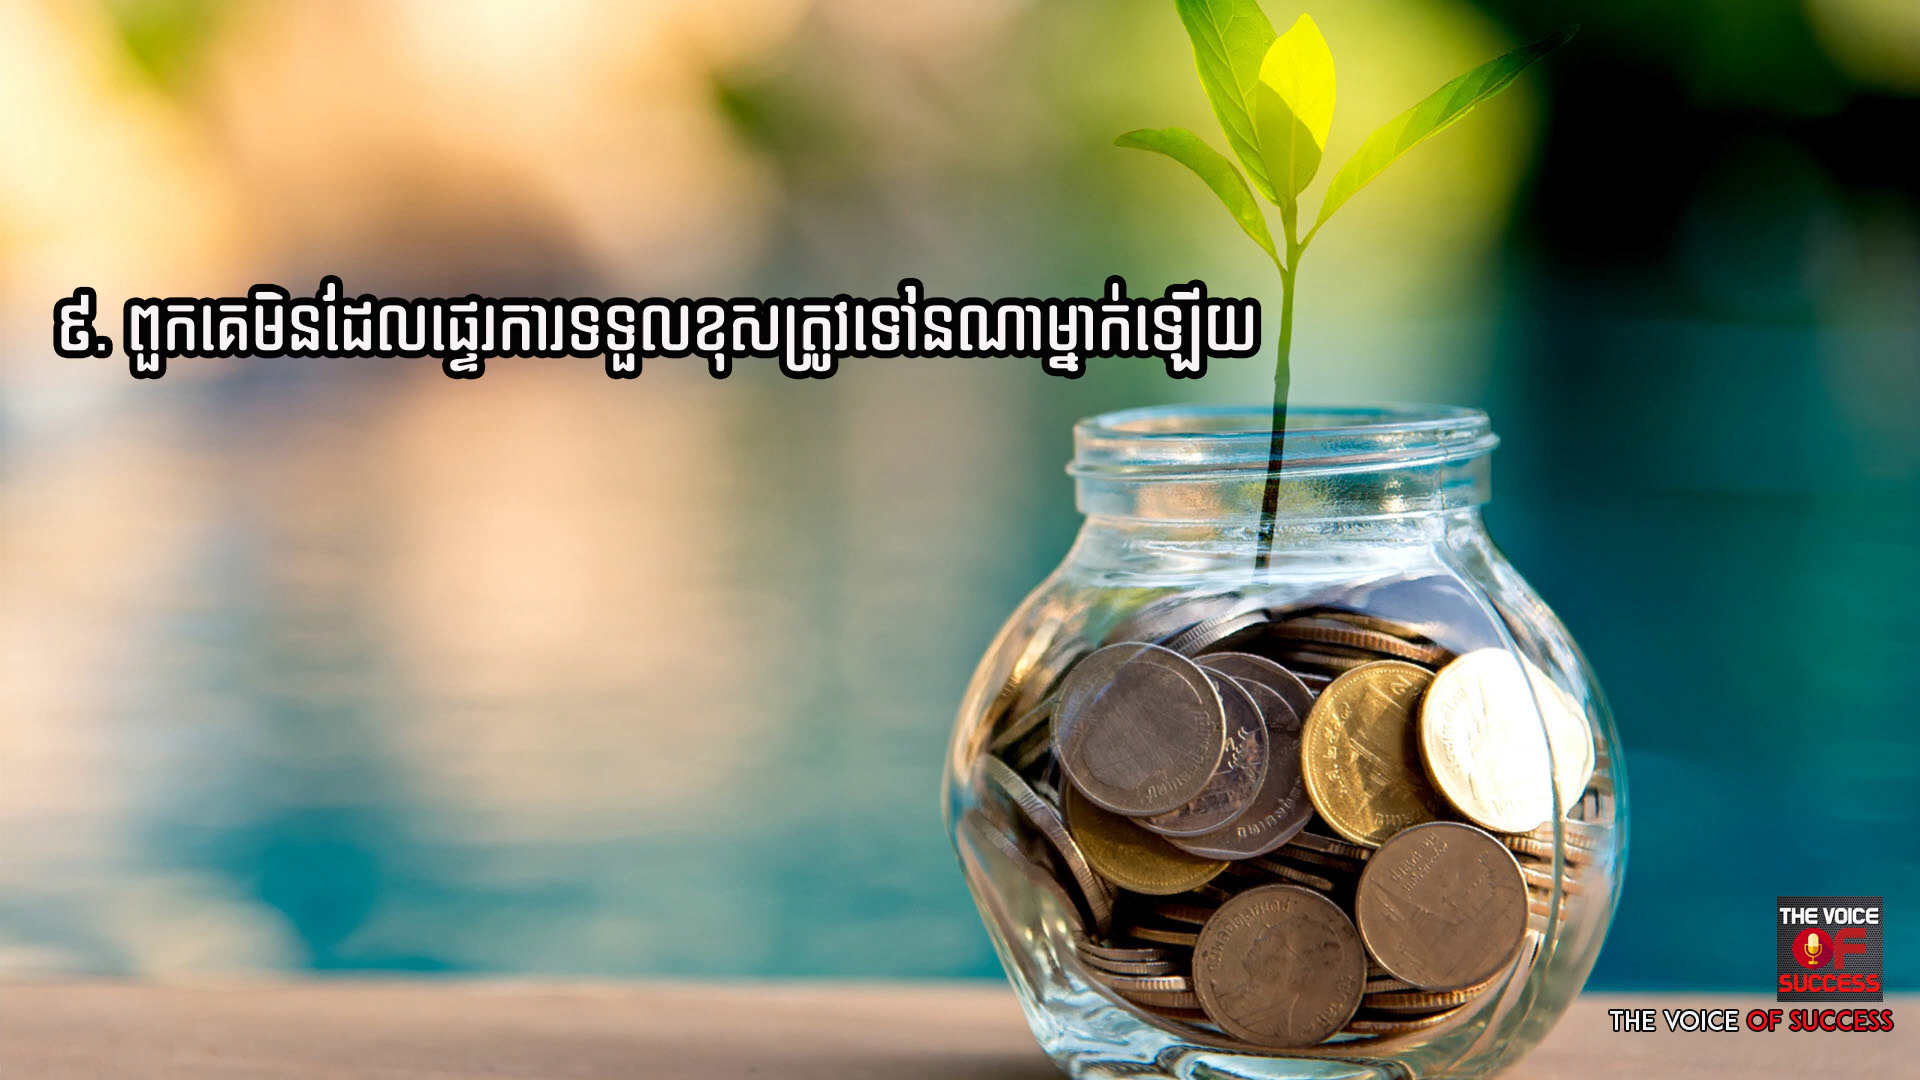 ៩. ពួកគេមិនដែលផ្ទេរការទទួលខុសត្រូវទៅនណាម្នាក់ឡើយ
THE VOICE
OF
SUCCESS
THE VOICE OF SUCCESS